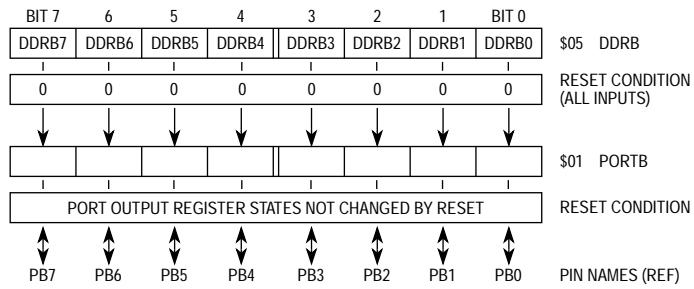 BIT 7 6 5 4 3 2 1 BIT 0
DDRB7 DDRB6 DDRB5 DDRB4 DDRB3 DDRB2 DDRB1 DDRB0 $05 DDRB
0 0 0 0 0 0 0 0 RESET CONDITION
(ALL INPUTS)
$01 PORTB
PORT OUTPUT REGISTER STATES NOT CHANGED BY RESET RESET CONDITION
PB7 PB6 PB5 PB4 PB3 PB2 PB1 PB0 PIN NAMES (REF)